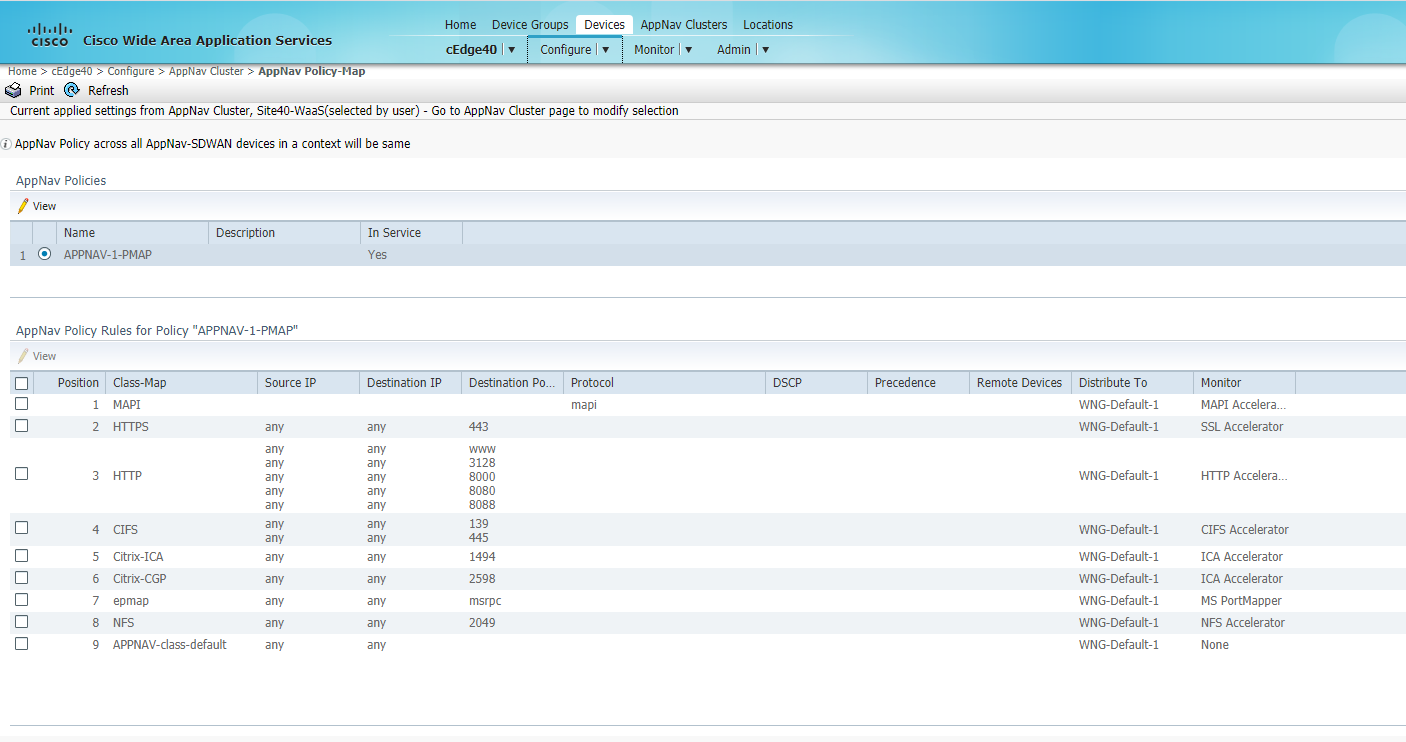 Home Device Groups Devices AppNav Clusters Locations
CISCO Cisco Wide Area Application Services
cEdge40 Configure Monitor Admin
Home > cEdge40 > Configure > AppNav Cluster > AppNav Policy-Map
Print Refresh
Current applied settings from AppNav Cluster, Site40-WaaS(selected by user) - Go to AppNav Cluster page to modify selection
AppNav Policy across all AppNav-SDWAN devices in a context will be same
AppNav Policies
View
Name Description In Service
1 APPNAV-1-PMAP Yes
AppNav Policy Rules for Policy "APPNAV-1-PMAP"
View
Position Class-Map Source IP Destination IP Destination Po... Protocol DSCP Precedence Remote Devices Distribute To Monitor
1 MAPI mapi WNG-Default-1 MAPI Accelera...
2 HTTPS any any 443 WNG-Default-1 SSL Accelerator
any any www
any any 3128
3 HTTP any any 8000 WNG-Default-1 HTTP Accelera...
any any 8080
any any 8088
any any 139
4 CIFS WNG-Default-1 CIFS Accelerator
any any 445
5 Citrix-ICA any any 1494 WNG-Default-1 ICA Accelerator
6 Citrix-CGP any any 2598 WNG-Default-1 ICA Accelerator
7 epmap any any msrpc WNG-Default-1 MS PortMapper
8 NFS any any 2049 WNG-Default-1 NFS Accelerator
9 APPNAV-class-default any any WNG-Default-1 None